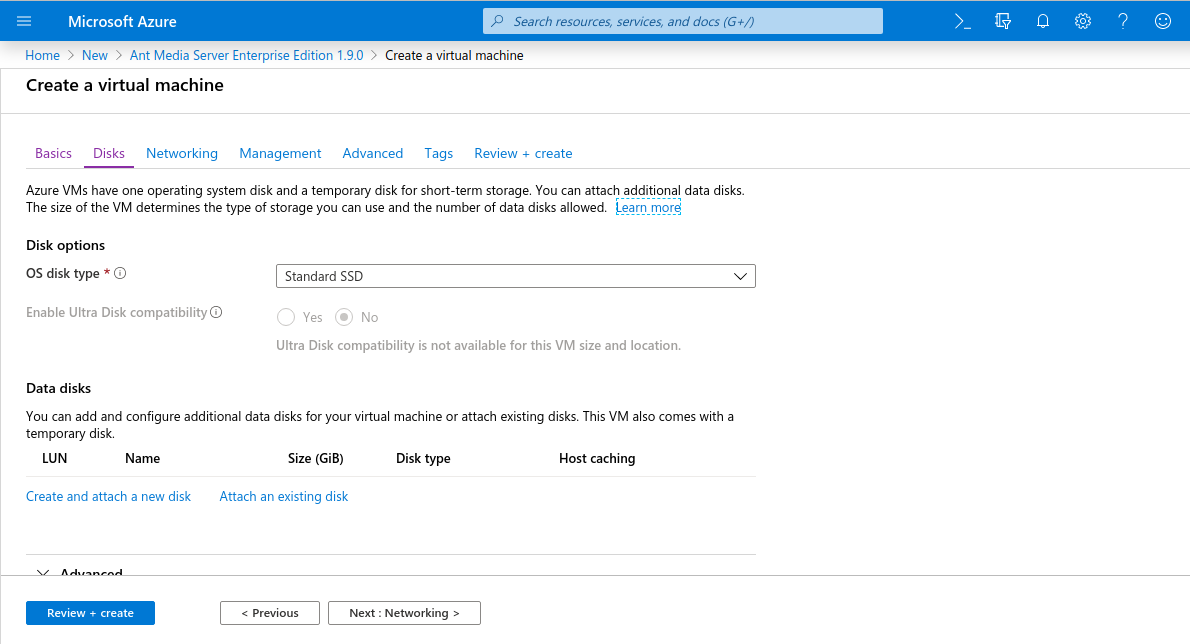 Microsoft Azure
Search resources, services, and docs (G+/)
Home > New > Ant Media Server Enterprise Edition 1.9.0 > Create a virtual machine
Create a virtual machine
Basics Disks Networking Management Advanced Tags Review + create
Azure VMs have one operating system disk and a temporary disk for short-term storage. You can attach additional data disks.
The size of the VM determines the type of storage you can use and the number of data disks allowed. Learn more
Disk options
OS disk type *
Standard SSD
Enable Ultra Disk compatibility
Yes No
Ultra Disk compatibility is not available for this VM size and location.
Data disks
You can add and configure additional data disks for your virtual machine or attach existing disks. This VM also comes with a
temporary disk.
LUN Name Size (GiB) Disk type Host caching
Create and attach a new disk Attach an existing disk
Advanced
Review + create < Previous Next : Networking >